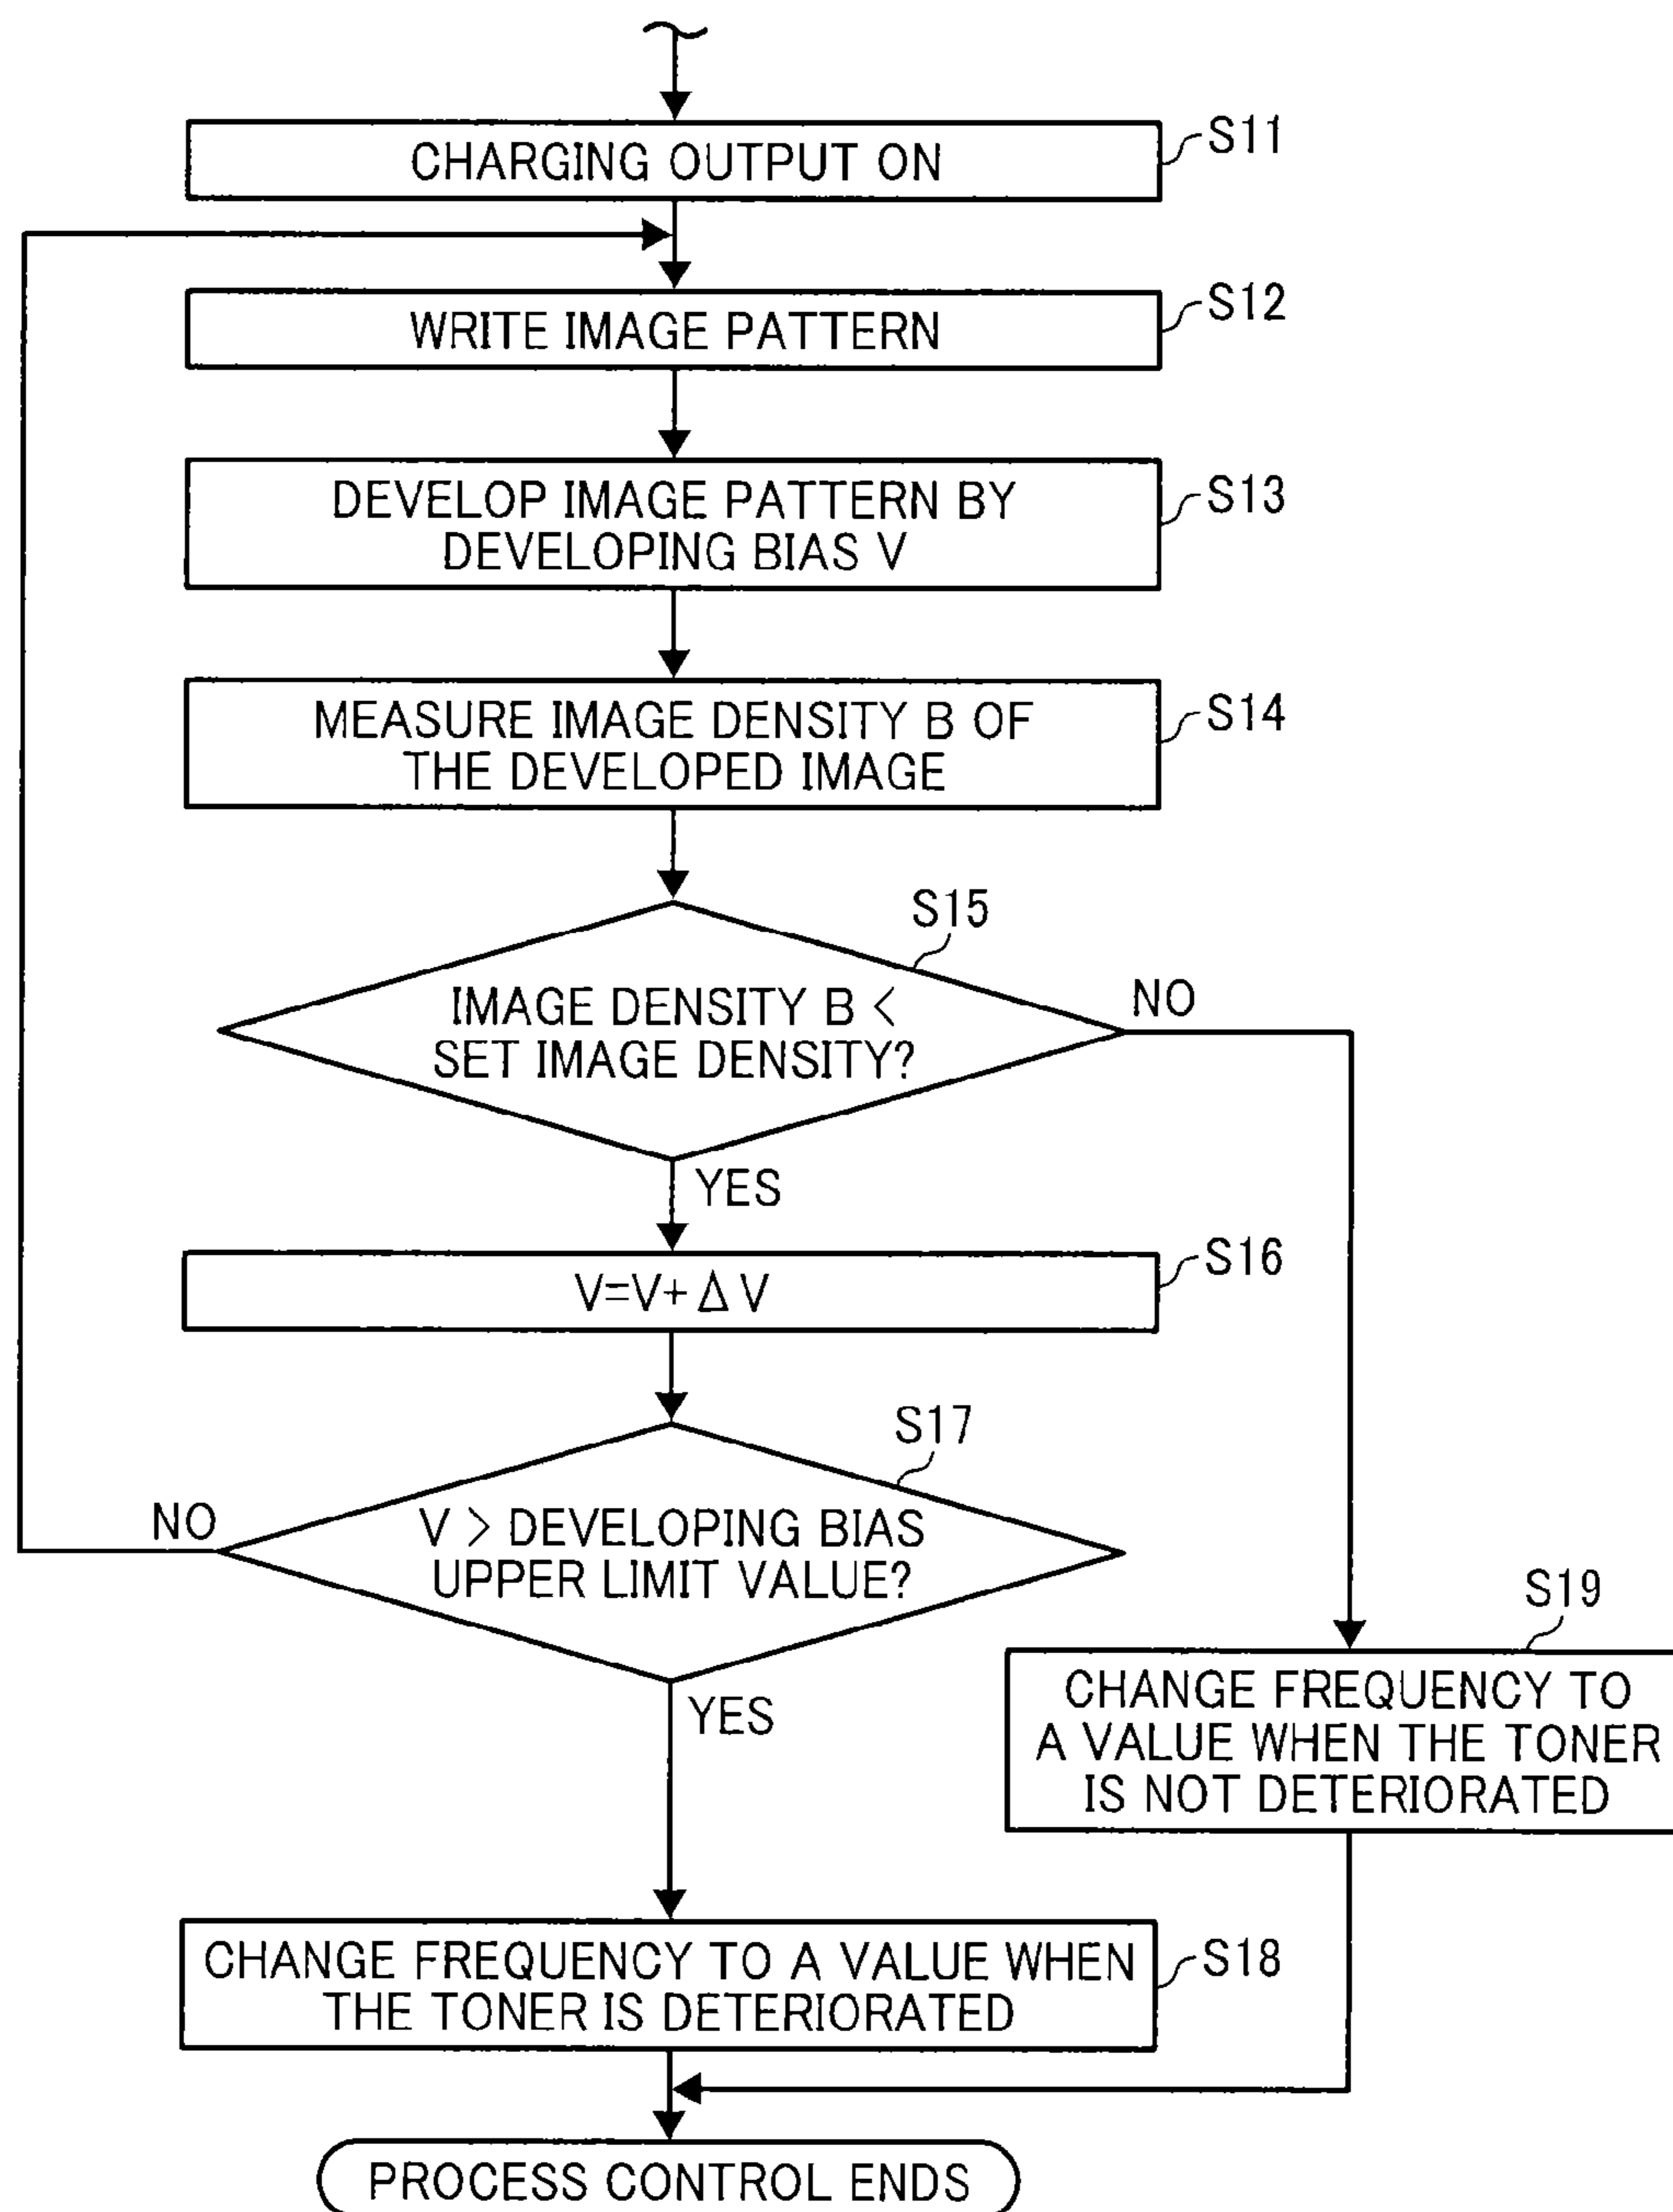 CHARGING OUTPUT ON
S11
WRITE IMAGE PATTERN
S12
DEVELOP IMAGE PATTERN BY
DEVELOPING BIAS V
S13
MEASURE IMAGE DENSITY B OF
THE DEVELOPED IMAGE
S14
S15
IMAGE DENSITY B <
SET IMAGE DENSITY?
NO
YES
V=V+ΔV
S16
S17
V > DEVELOPING BIAS
UPPER LIMIT VALUE?
NO
YES
S19
CHANGE FREQUENCY TO
A VALUE WHEN THE TONER
IS NOT DETERIORATED
CHANGE FREQUENCY TO A VALUE WHEN
THE TONER IS DETERIORATED
S18
PROCESS CONTROL ENDS